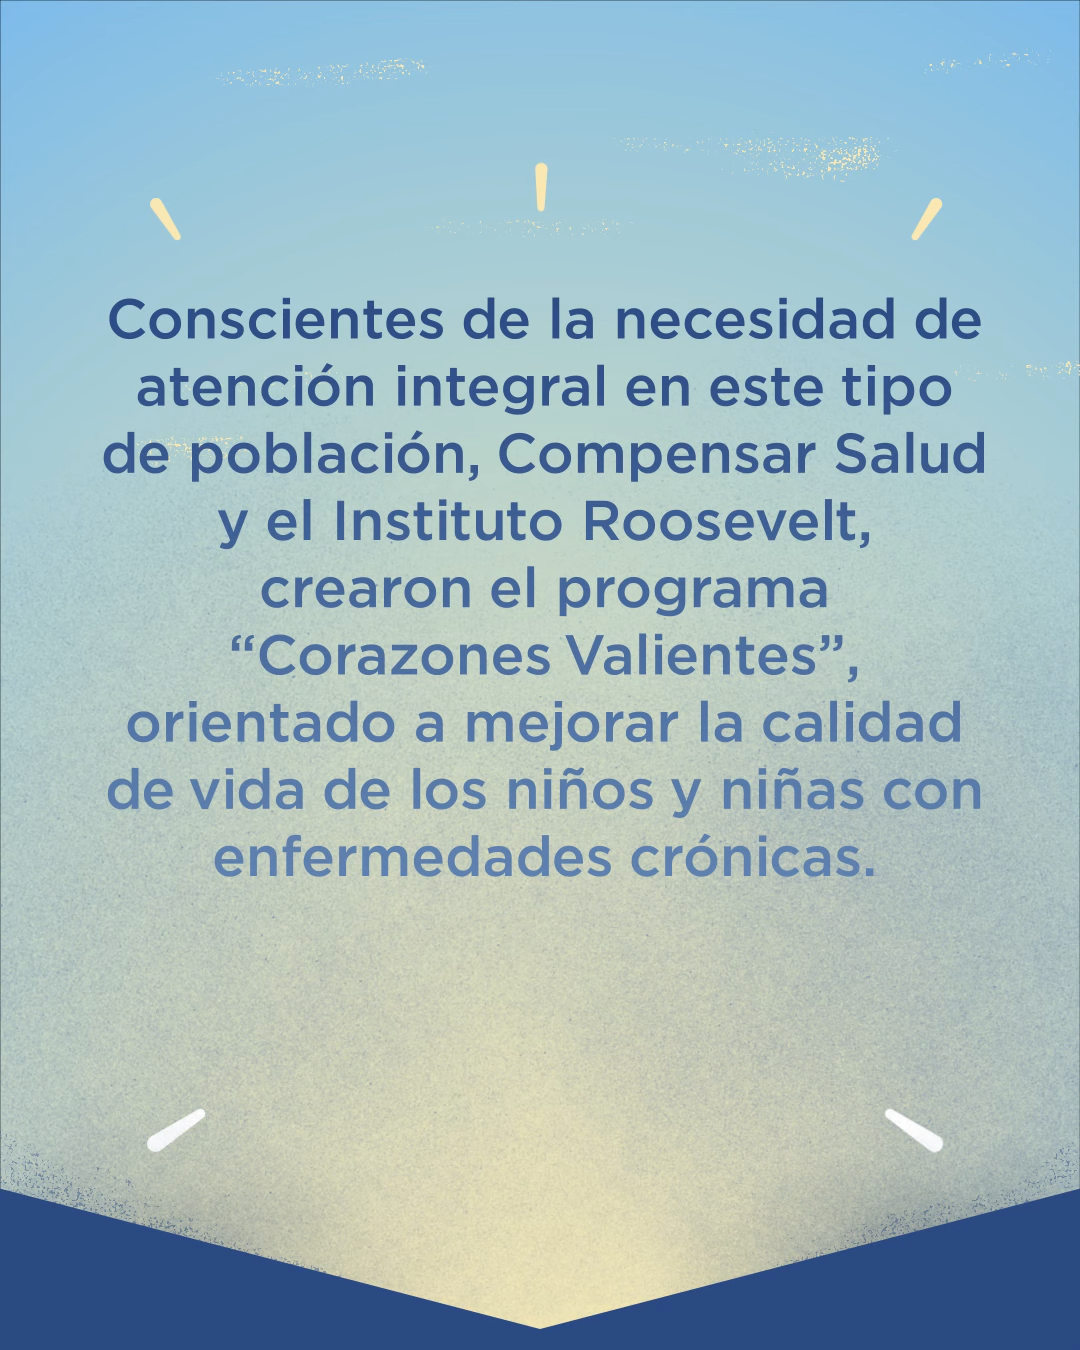 Conscientes de la necesidad de
atención integral en este tipo
de población, Compensar Salud
y el Instituto Roosevelt,
crearon el programa
“Corazones Valientes”,
orientado a mejorar la calidad
de vida de los niños y niñas con
enfermedades crónicas.